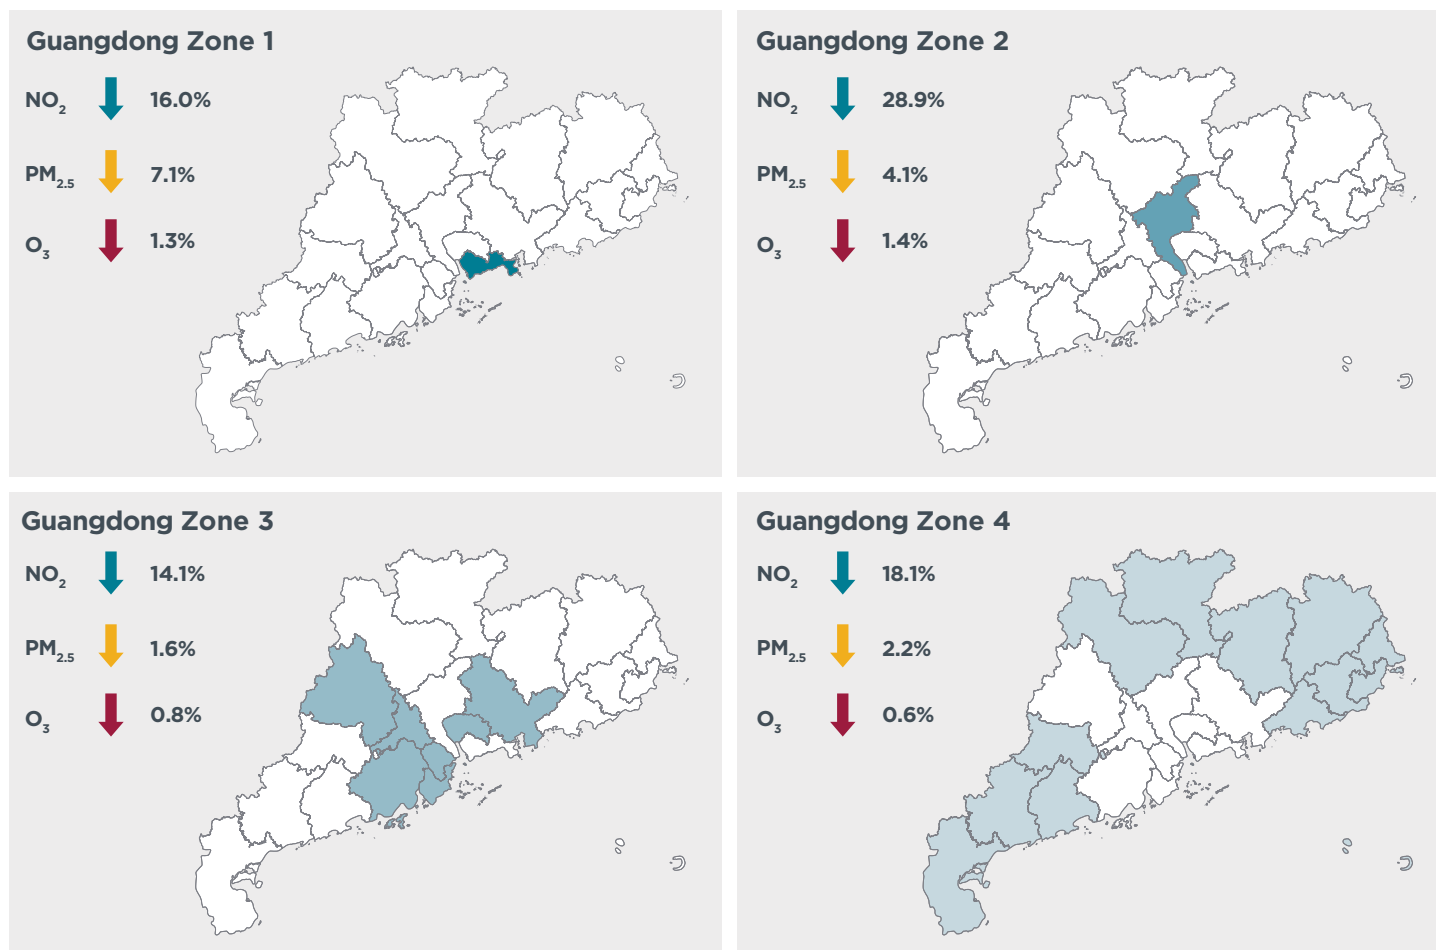 Guangdong Zone 1
NO₂ 16.0%
PM₂.₅ 7.1%
O₃ 1.3%
Guangdong Zone 2
NO₂ 28.9%
PM₂.₅ 4.1%
O₃ 1.4%
Guangdong Zone 3
NO₂ 14.1%
PM₂.₅ 1.6%
O₃ 0.8%
Guangdong Zone 4
NO₂ 18.1%
PM₂.₅ 2.2%
O₃ 0.6%